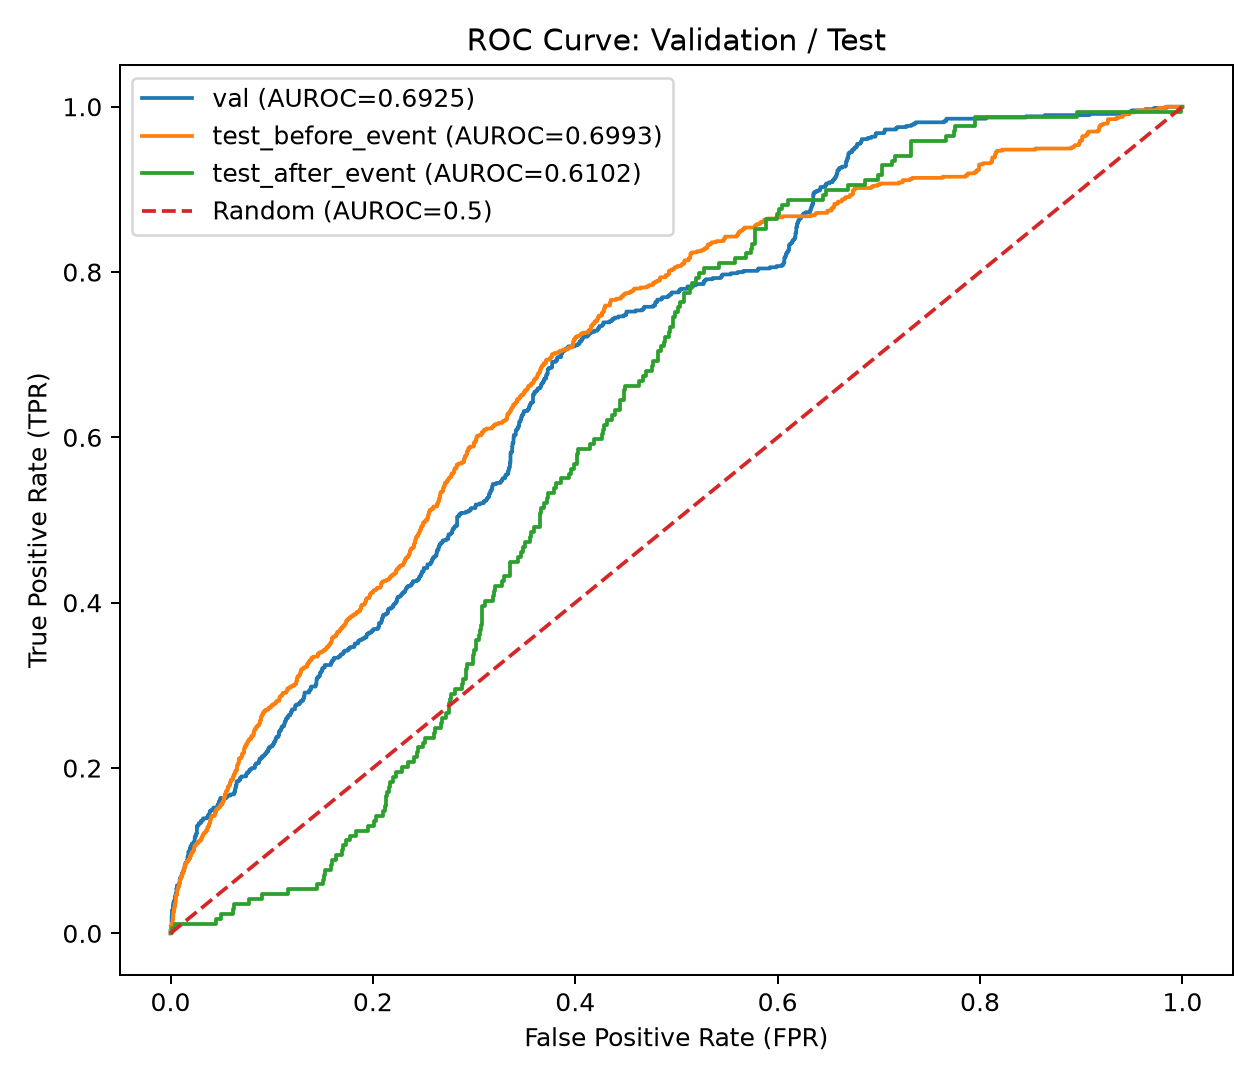 ROC Curve: Validation / Test
val (AUROC=0.6925)
test_before_event (AUROC=0.6993)
test_after_event (AUROC=0.6102)
Random (AUROC=0.5)
True Positive Rate (TPR)
1.0
0.8
0.6
0.4
0.2
0.0
0.0 0.2 0.4 0.6 0.8 1.0
False Positive Rate (FPR)